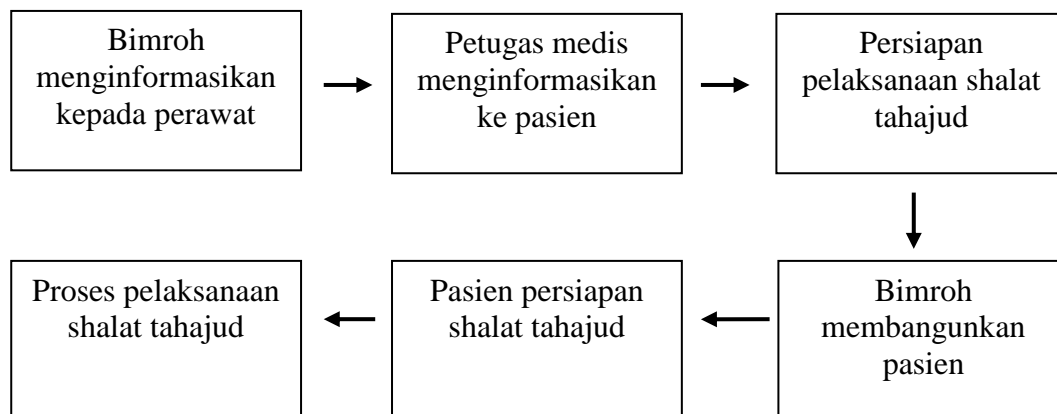 Bimroh
menginformasikan
kepada perawat
Petugas medis
menginformasikan
ke pasien
Persiapan
pelaksanaan shalat
tahajud
Bimroh
membangunkan
pasien
Pasien persiapan
shalat tahajud
Proses pelaksanaan
shalat tahajud